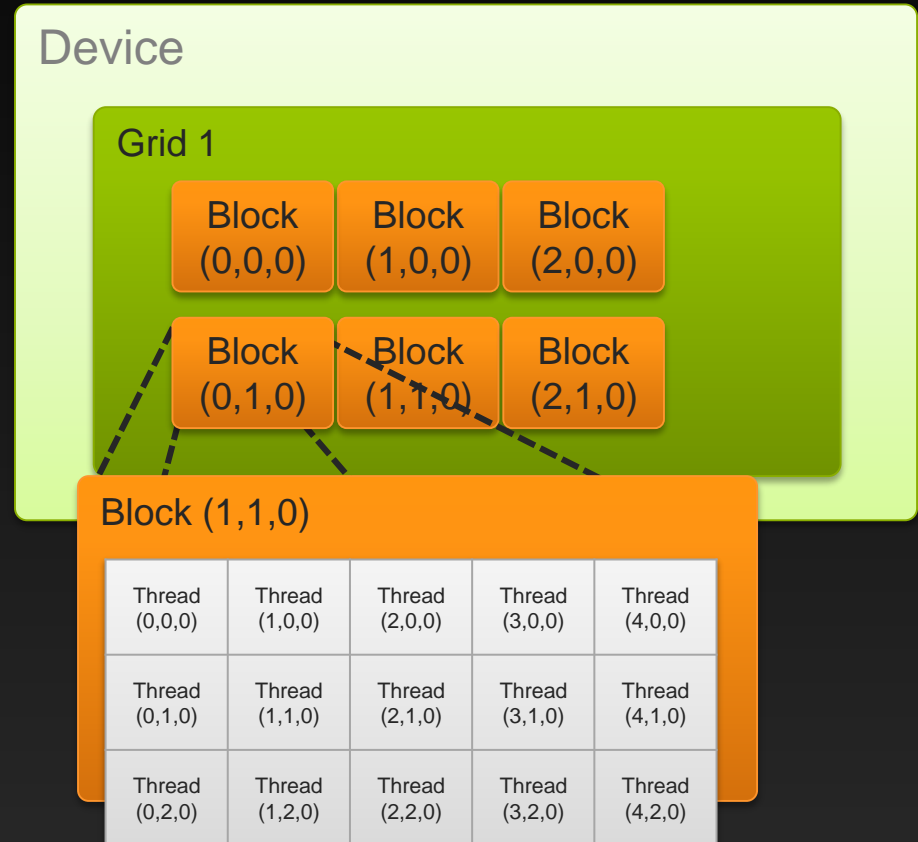 Device
Grid 1
Block
(0,0,0)
Block
(1,0,0)
Block
(2,0,0)
Block
(0,1,0)
Block
(1,1,0)
Block
(2,1,0)
Block (1,1,0)
Thread
(0,0,0)
Thread
(1,0,0)
Thread
(2,0,0)
Thread
(3,0,0)
Thread
(4,0,0)
Thread
(0,1,0)
Thread
(1,1,0)
Thread
(2,1,0)
Thread
(3,1,0)
Thread
(4,1,0)
Thread
(0,2,0)
Thread
(1,2,0)
Thread
(2,2,0)
Thread
(3,2,0)
Thread
(4,2,0)